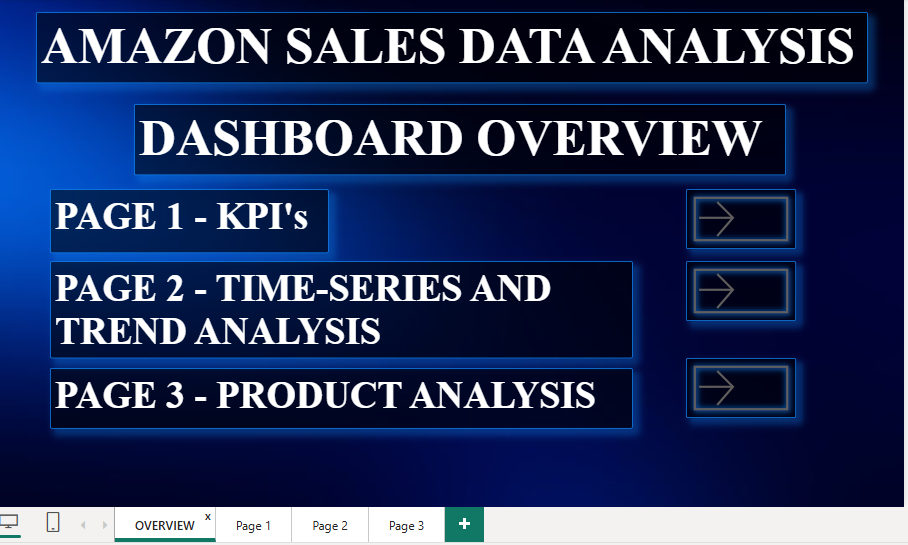 AMAZON SALES DATA ANALYSIS
DASHBOARD OVERVIEW
PAGE 1 - KPI's
PAGE 2 - TIME-SERIES AND
TREND ANALYSIS
PAGE 3 - PRODUCT ANALYSIS
OVERVIEW x Page 1 Page 2 Page 3 +